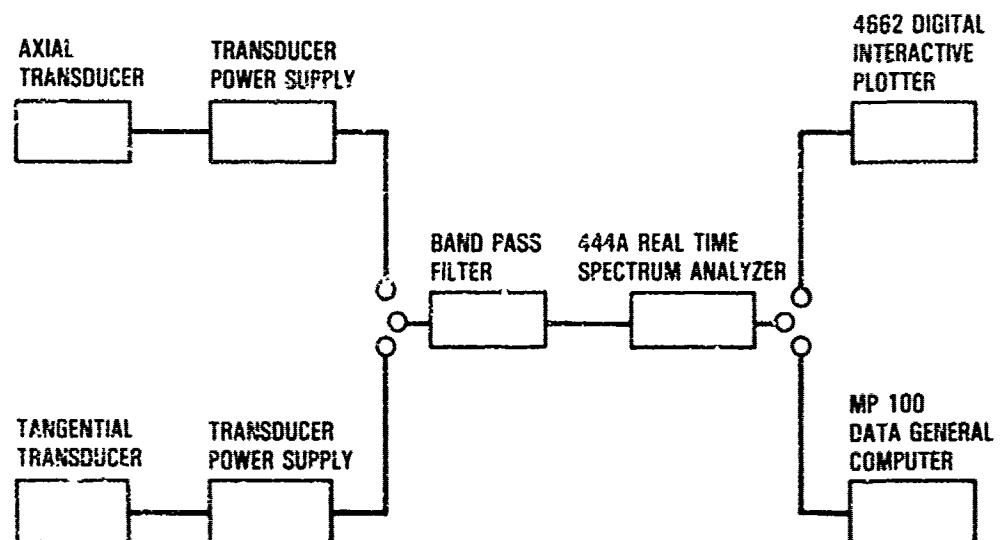 AXIAL
TRANSDUCER
TRANSDUCER
POWER SUPPLY
4662 DIGITAL
INTERACTIVE
PLOTTER
BAND PASS
FILTER
444A REAL TIME
SPECTRUM ANALYZER
TANGENTIAL
TRANSDUCER
TRANSDUCER
POWER SUPPLY
MP 100
DATA GENERAL
COMPUTER